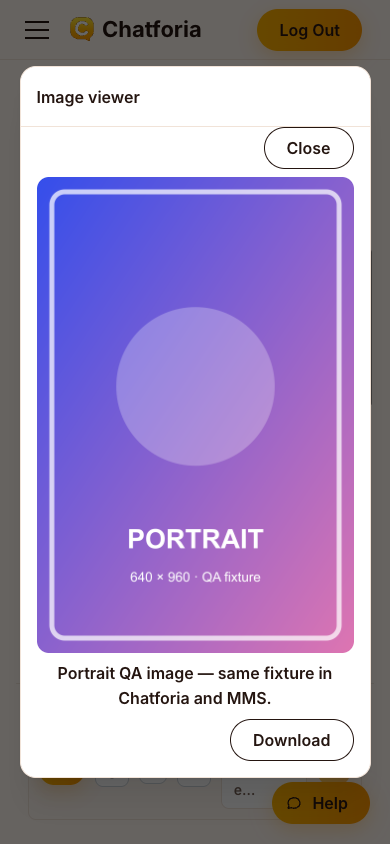 Chatforia
Log Out
Image viewer
Close
PORTRAIT
640 × 960 · QA fixture
Portrait QA image — same fixture in
Chatforia and MMS.
Download
e...
Help